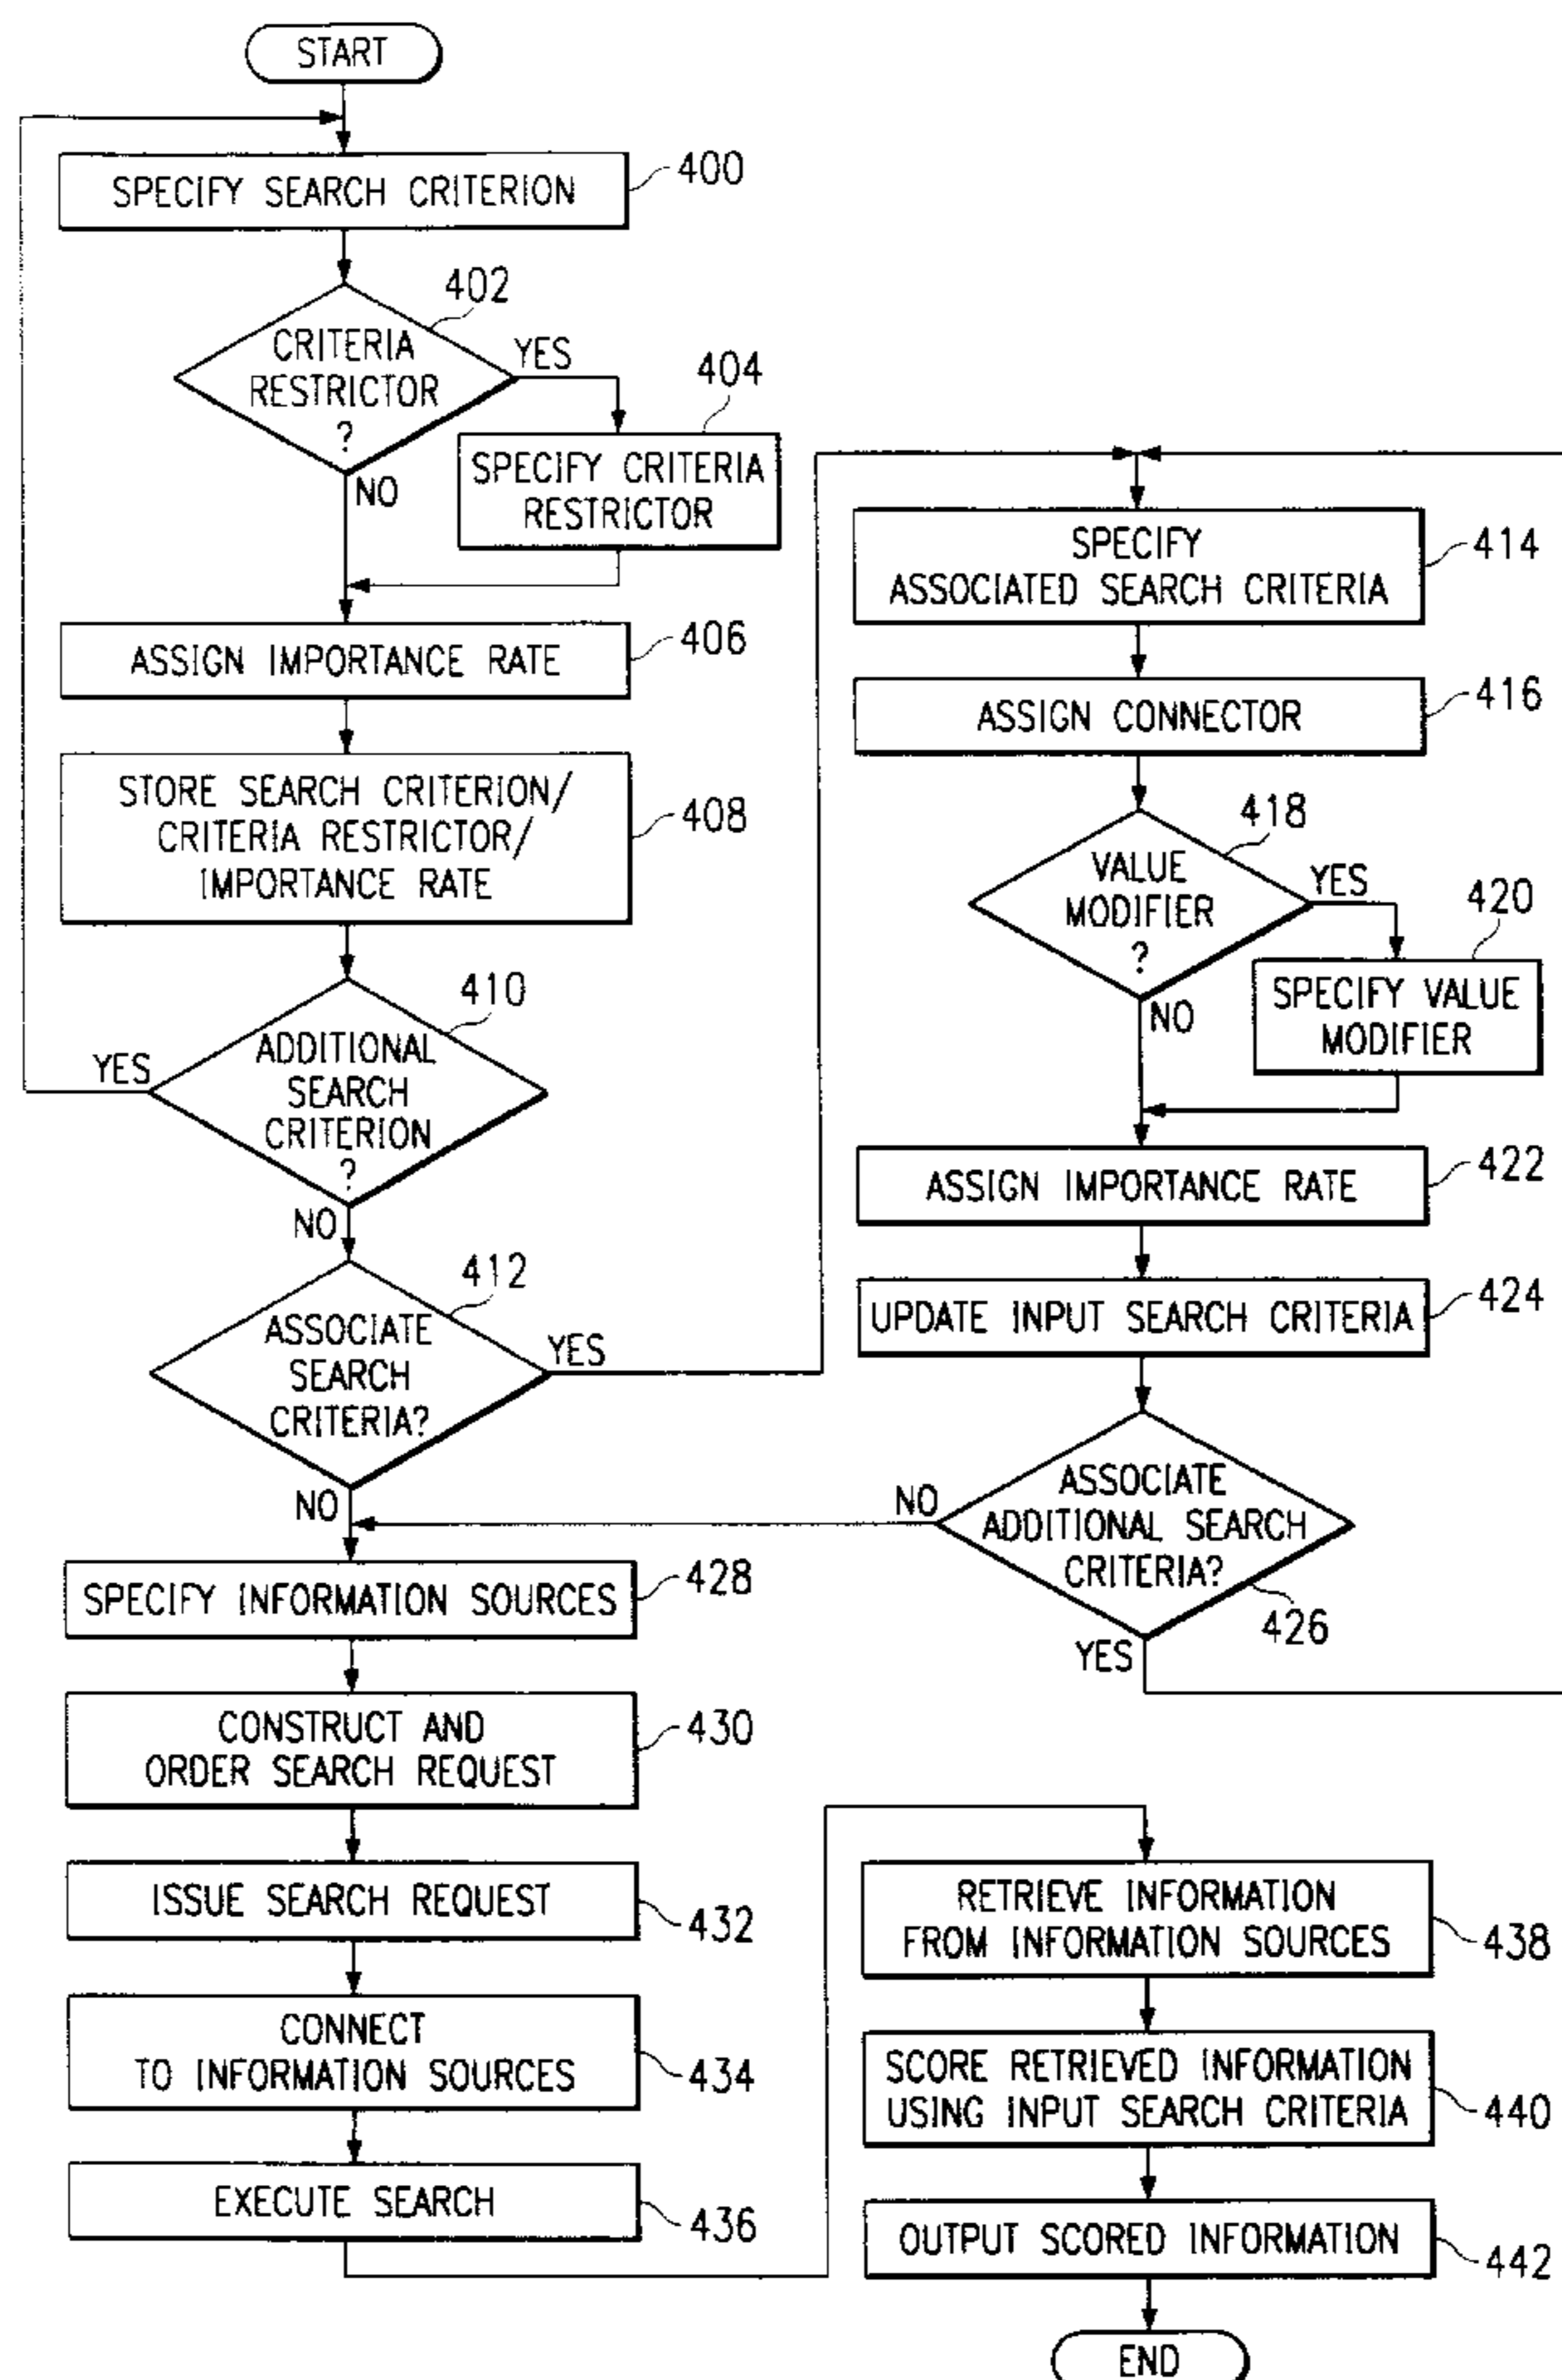 START
SPECIFY SEARCH CRITERION
400
402
CRITERIA
RESTRICTOR
?
YES
NO
404
SPECIFY CRITERIA
RESTRICTOR
ASSIGN IMPORTANCE RATE
406
STORE SEARCH CRITERION/
CRITERIA RESTRICTOR/
IMPORTANCE RATE
408
410
ADDITIONAL
SEARCH
CRITERION
?
YES
NO
412
ASSOCIATE
SEARCH
CRITERIA?
YES
NO
SPECIFY
ASSOCIATED SEARCH CRITERIA
414
ASSIGN CONNECTOR
416
418
VALUE
MODIFIER
?
YES
NO
420
SPECIFY VALUE
MODIFIER
ASSIGN IMPORTANCE RATE
422
UPDATE INPUT SEARCH CRITERIA
424
ASSOCIATE
ADDITIONAL SEARCH
CRITERIA?
NO
YES
426
SPECIFY INFORMATION SOURCES
428
CONSTRUCT AND
ORDER SEARCH REQUEST
430
ISSUE SEARCH REQUEST
432
CONNECT
TO INFORMATION SOURCES
434
EXECUTE SEARCH
436
RETRIEVE INFORMATION
FROM INFORMATION SOURCES
438
SCORE RETRIEVED INFORMATION
USING INPUT SEARCH CRITERIA
440
OUTPUT SCORED INFORMATION
442
END